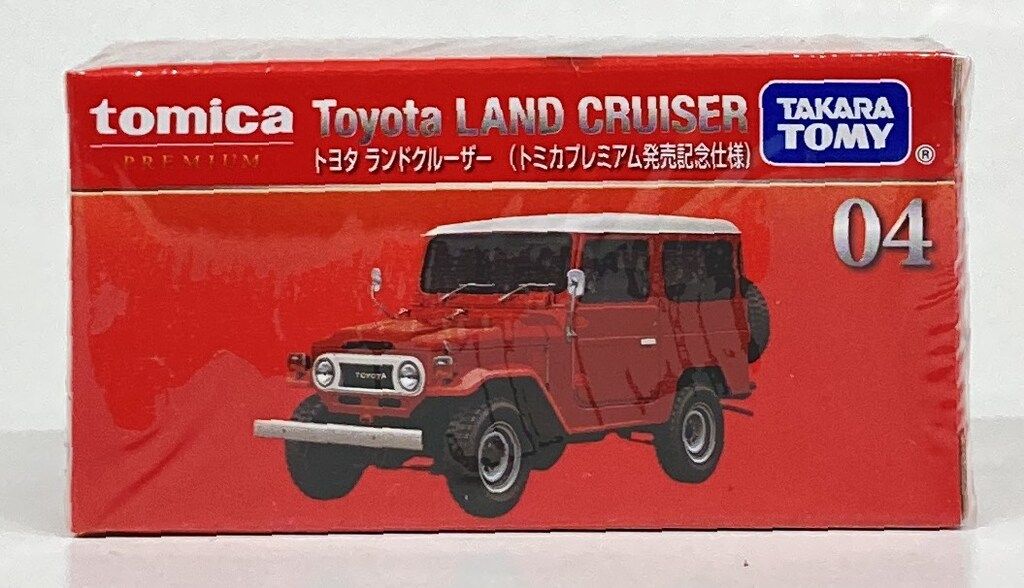 tomica
PREMIUM
Toyota LAND CRUISER
トヨタ ランドクルーザー (トミカプレミアム発売記念仕様)
TAKARA
TOMY
®
04
TOYOTA